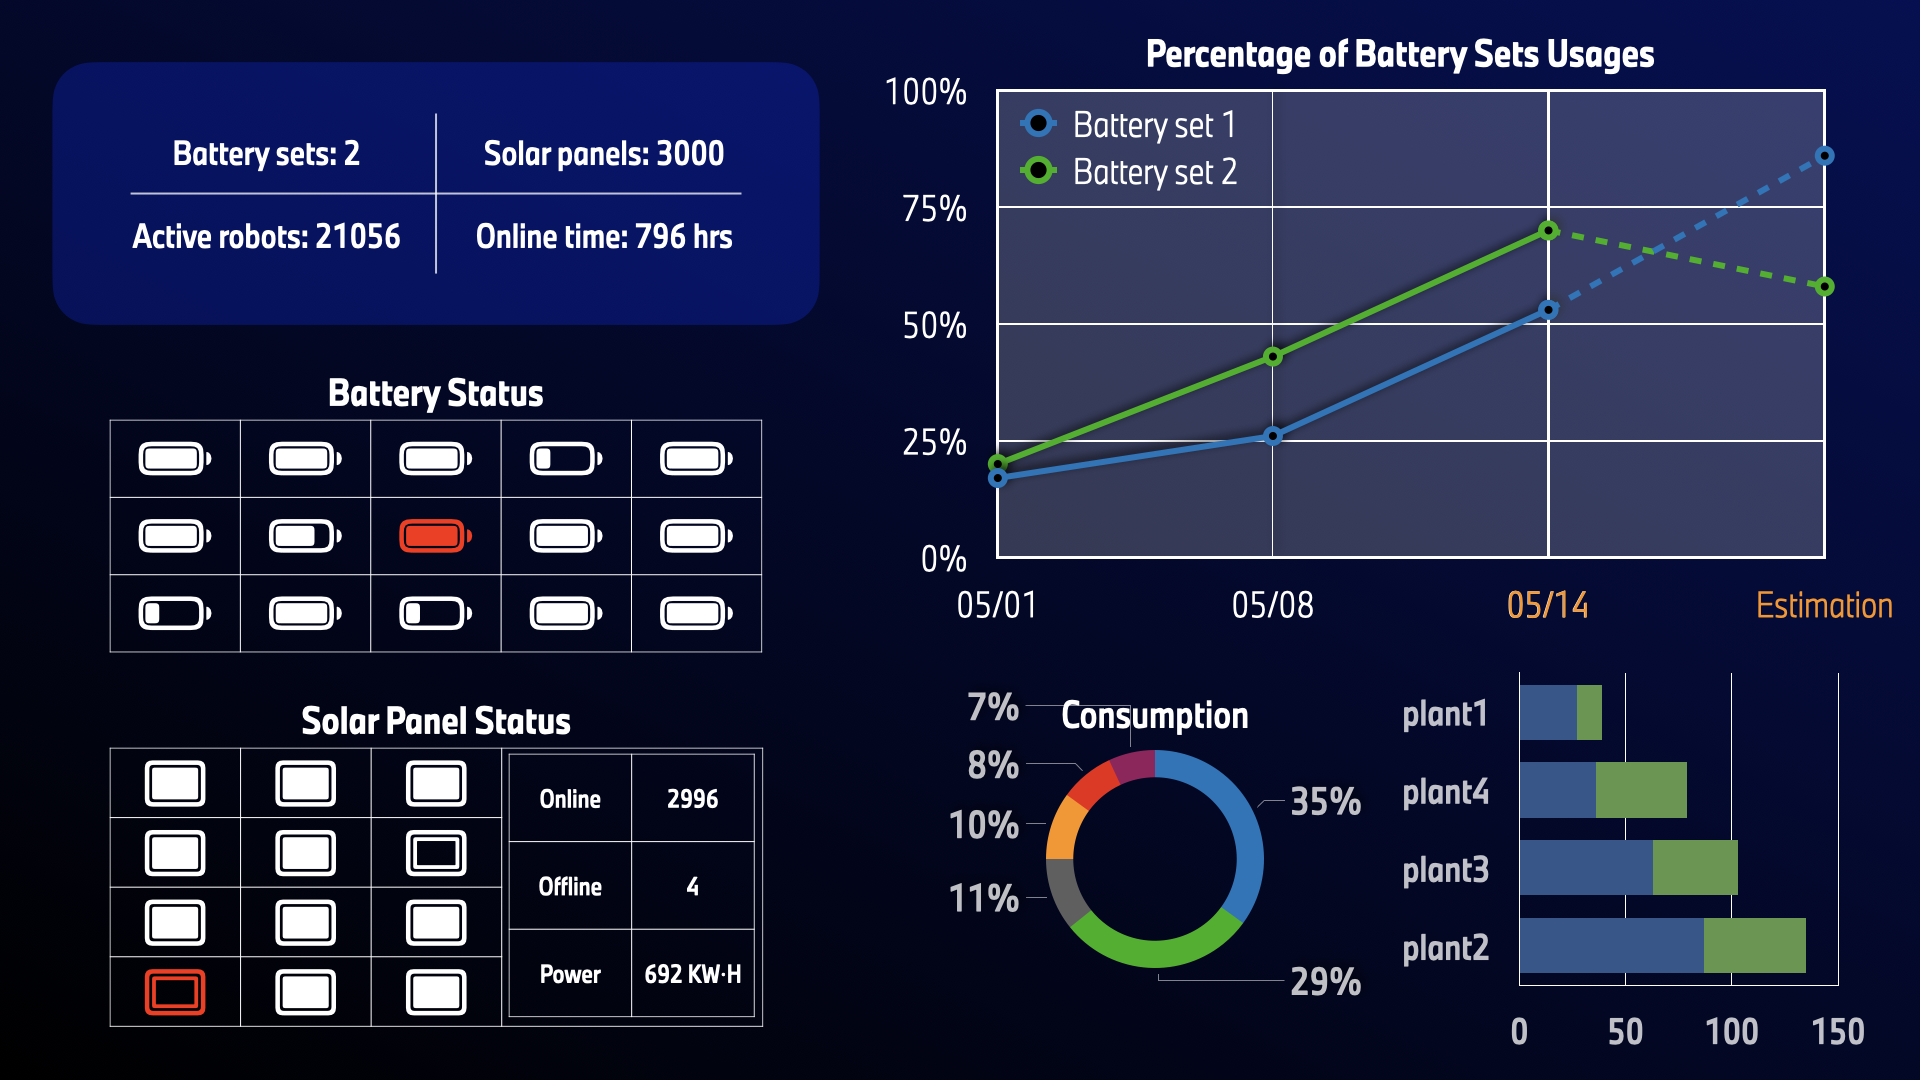 Battery sets: 2
Solar panels: 3000
Active robots: 21056
Online time: 796 hrs
Battery Status
Solar Panel Status
Online
2996
Offline
4
Power
692 KW·H
Percentage of Battery Sets Usages
100%
75%
50%
25%
0%
Battery set 1
Battery set 2
05/01
05/08
05/14
Estimation
Consumption
7%
8%
10%
11%
35%
29%
plant1
plant4
plant3
plant2
0
50
100
150